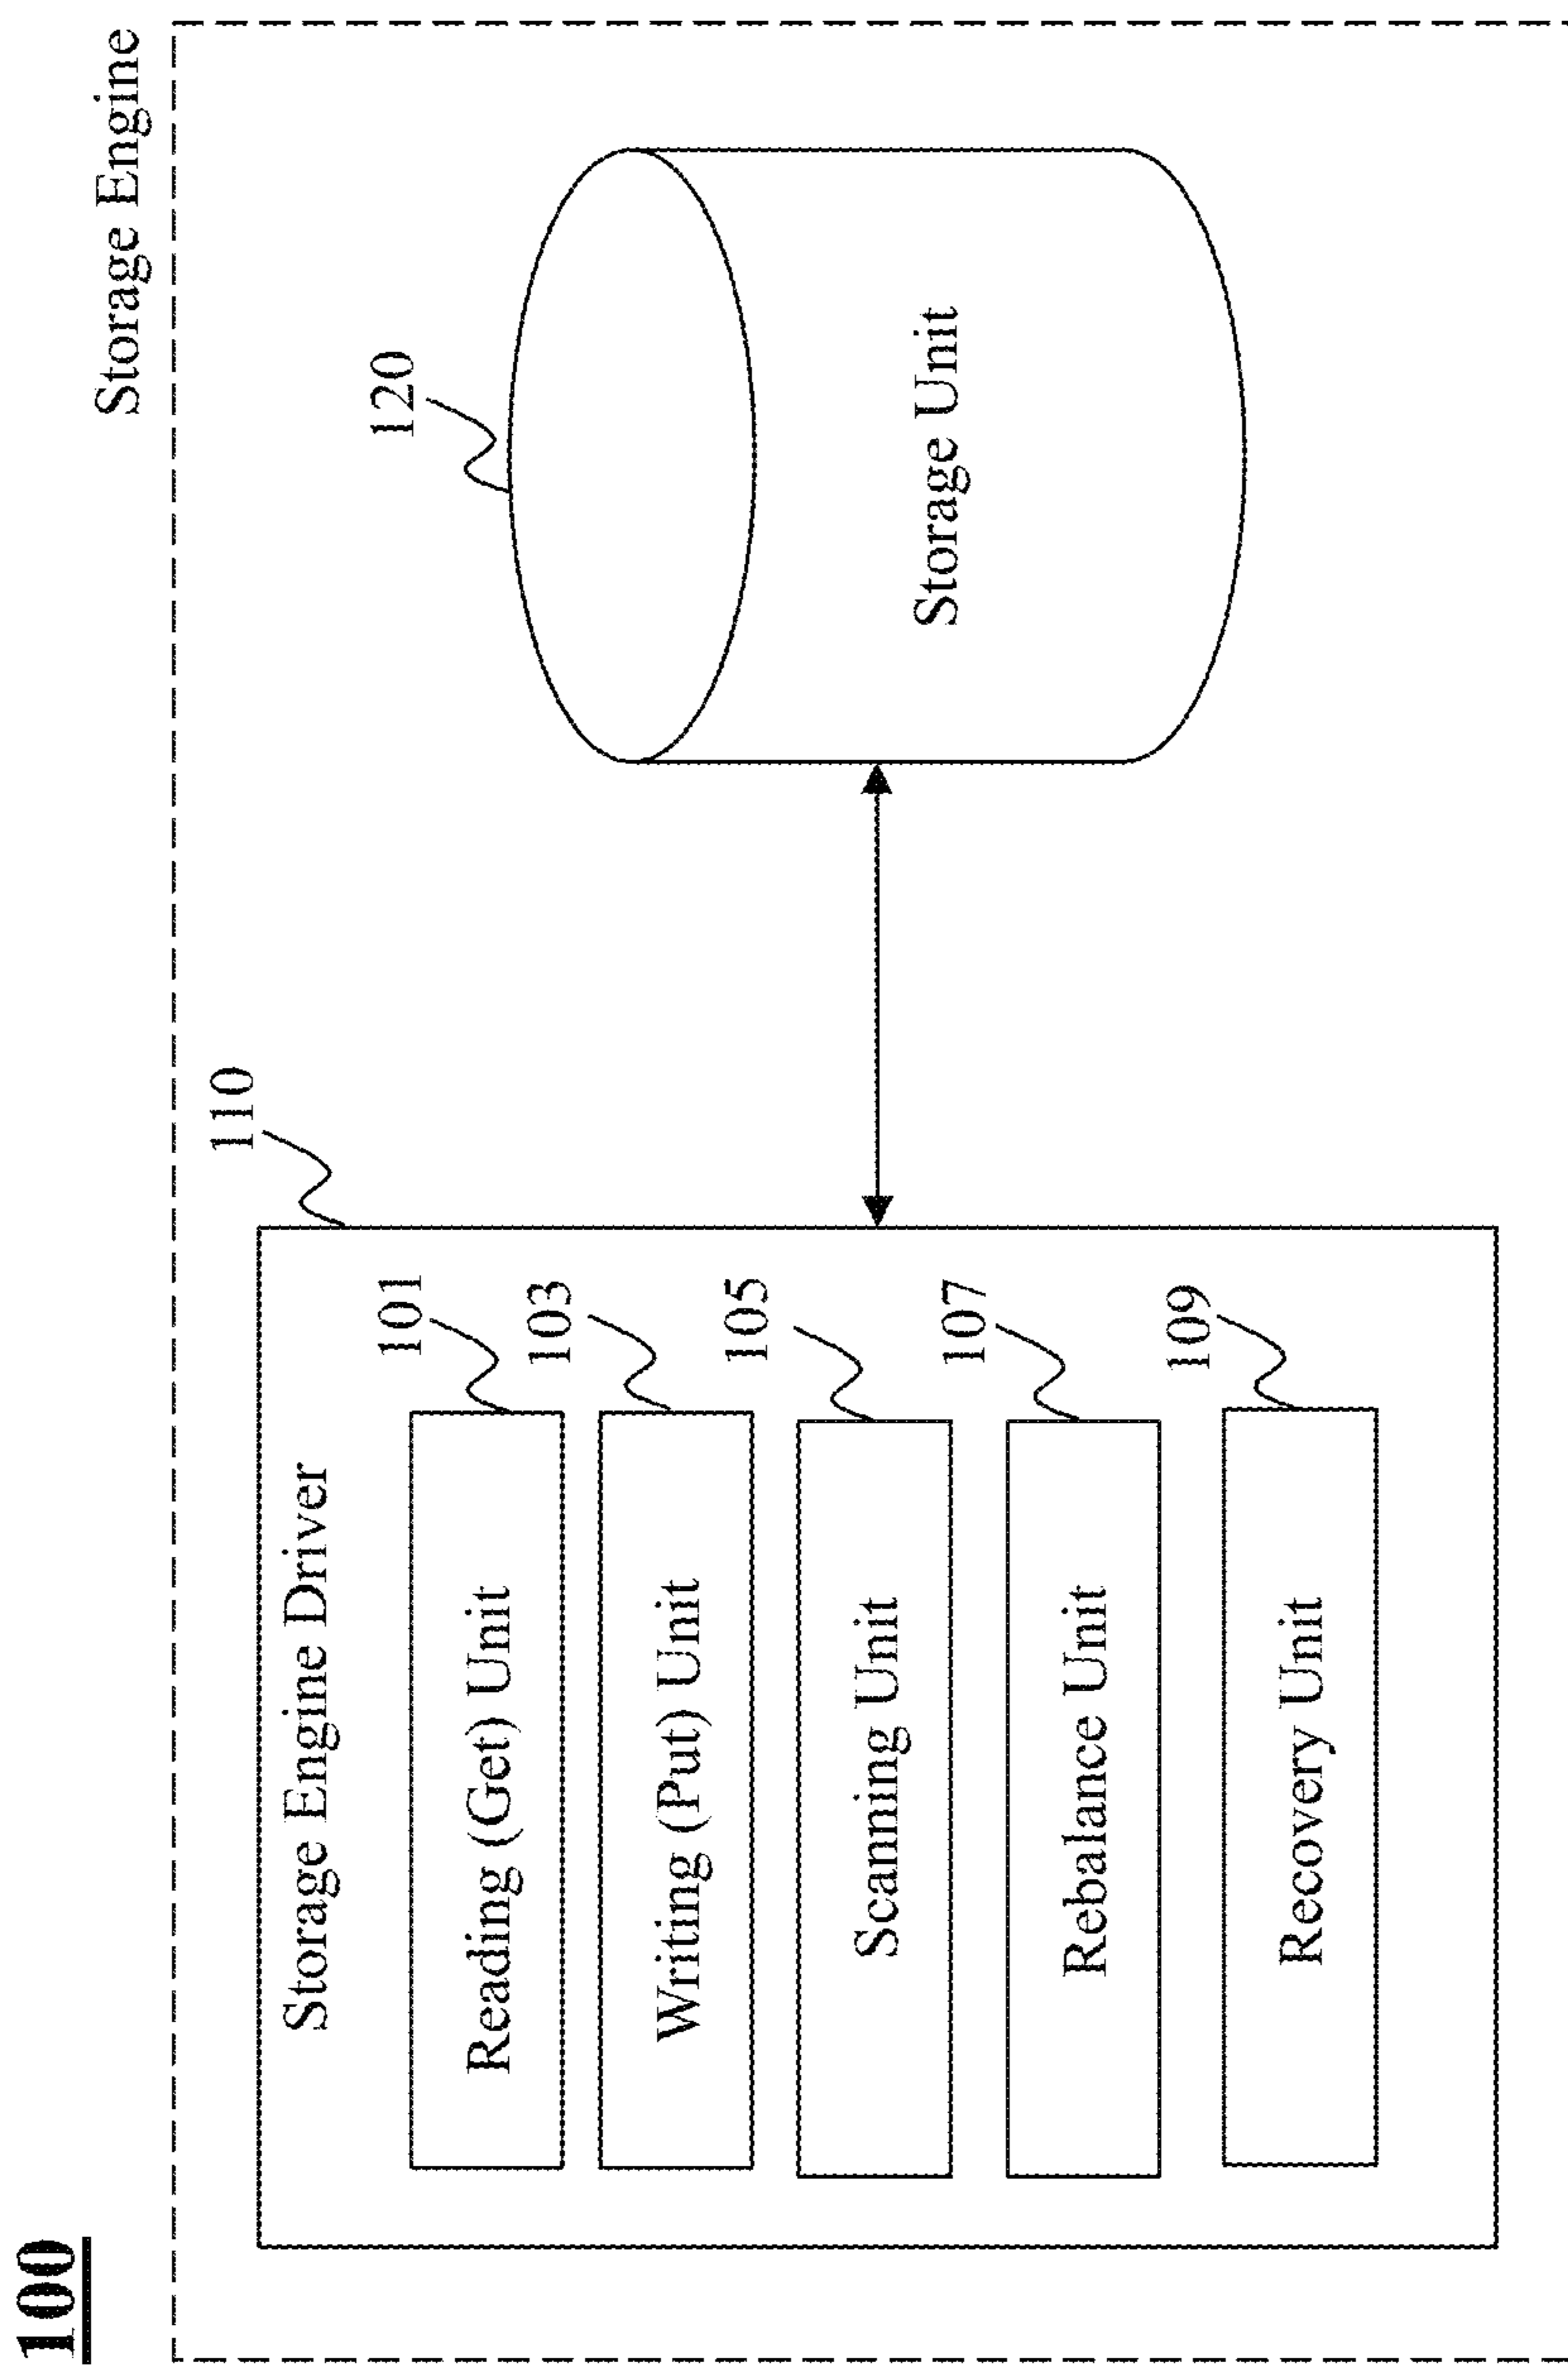 100
Storage Engine
110
120
Storage Engine Driver
101
Reading (Get) Unit
103
Writing (Put) Unit
105
Scanning Unit
Storage Unit
107
Rebalance Unit
109
Recovery Unit